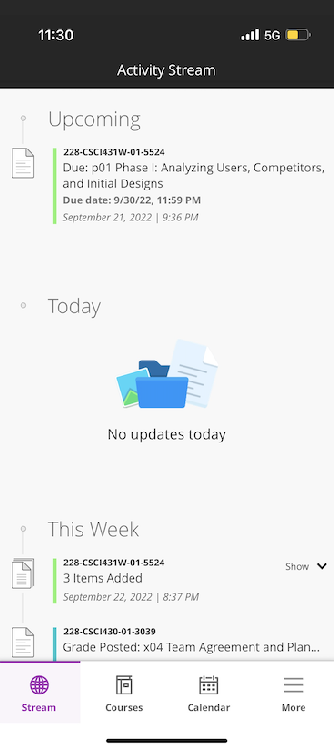 11:30
5G
Activity Stream
Upcoming
228-CSCI431W-01-5524
Due: p01 Phase I: Analyzing Users, Competitors,
and Initial Designs
Due date: 9/30/22, 11:59 PM
September 21, 2022 | 9:36 PM
Today
No updates today
This Week
228-CSCI431W-01-5524
3 Items Added
Show
September 22, 2022 | 8:37 PM
228-CSCI430-01-3039
Grade Posted: x04 Team Agreement and Plan...
Stream
Courses
Calendar
More